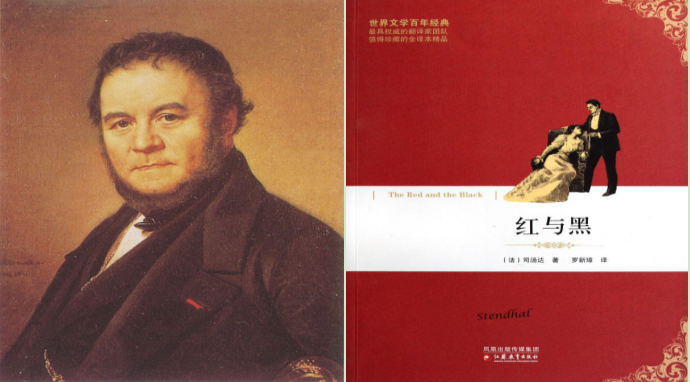 世界文学百年经典
最具权威的翻译家团队
值得珍藏的全译本精品
The Red and the Black
红与黑
(法)司汤达 著 罗新璋 译
Stendhal
凤凰出版传媒集团
江苏教育出版社